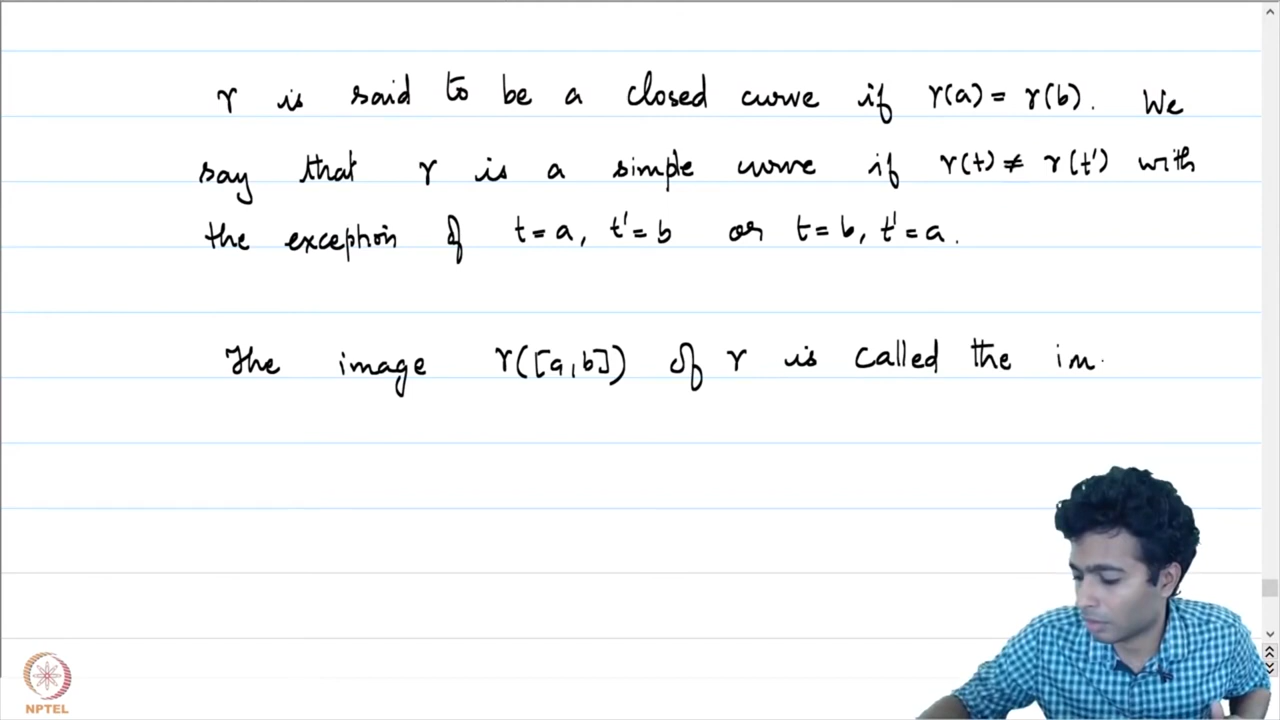 γ is said to be a closed curve if γ(a) = γ(b). We
say that γ is a simple curve if γ(t) ≠ γ(t') with
the exception of t = a, t' = b or t = b, t' = a.
The image γ([a,b]) of γ is called the im.
NPTEL